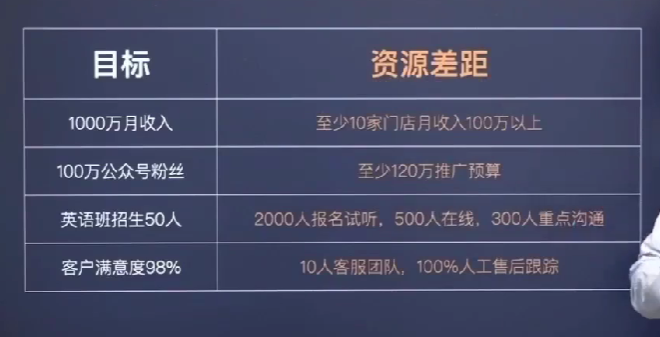 目标
资源差距
1000万月收入
至少10家门店月收入100万以上
100万公众号粉丝
至少120万推广预算
英语班招生50人
2000人报名试听，500人在线，300人重点沟通
客户满意度98%
10人客服团队，100%人工售后跟踪